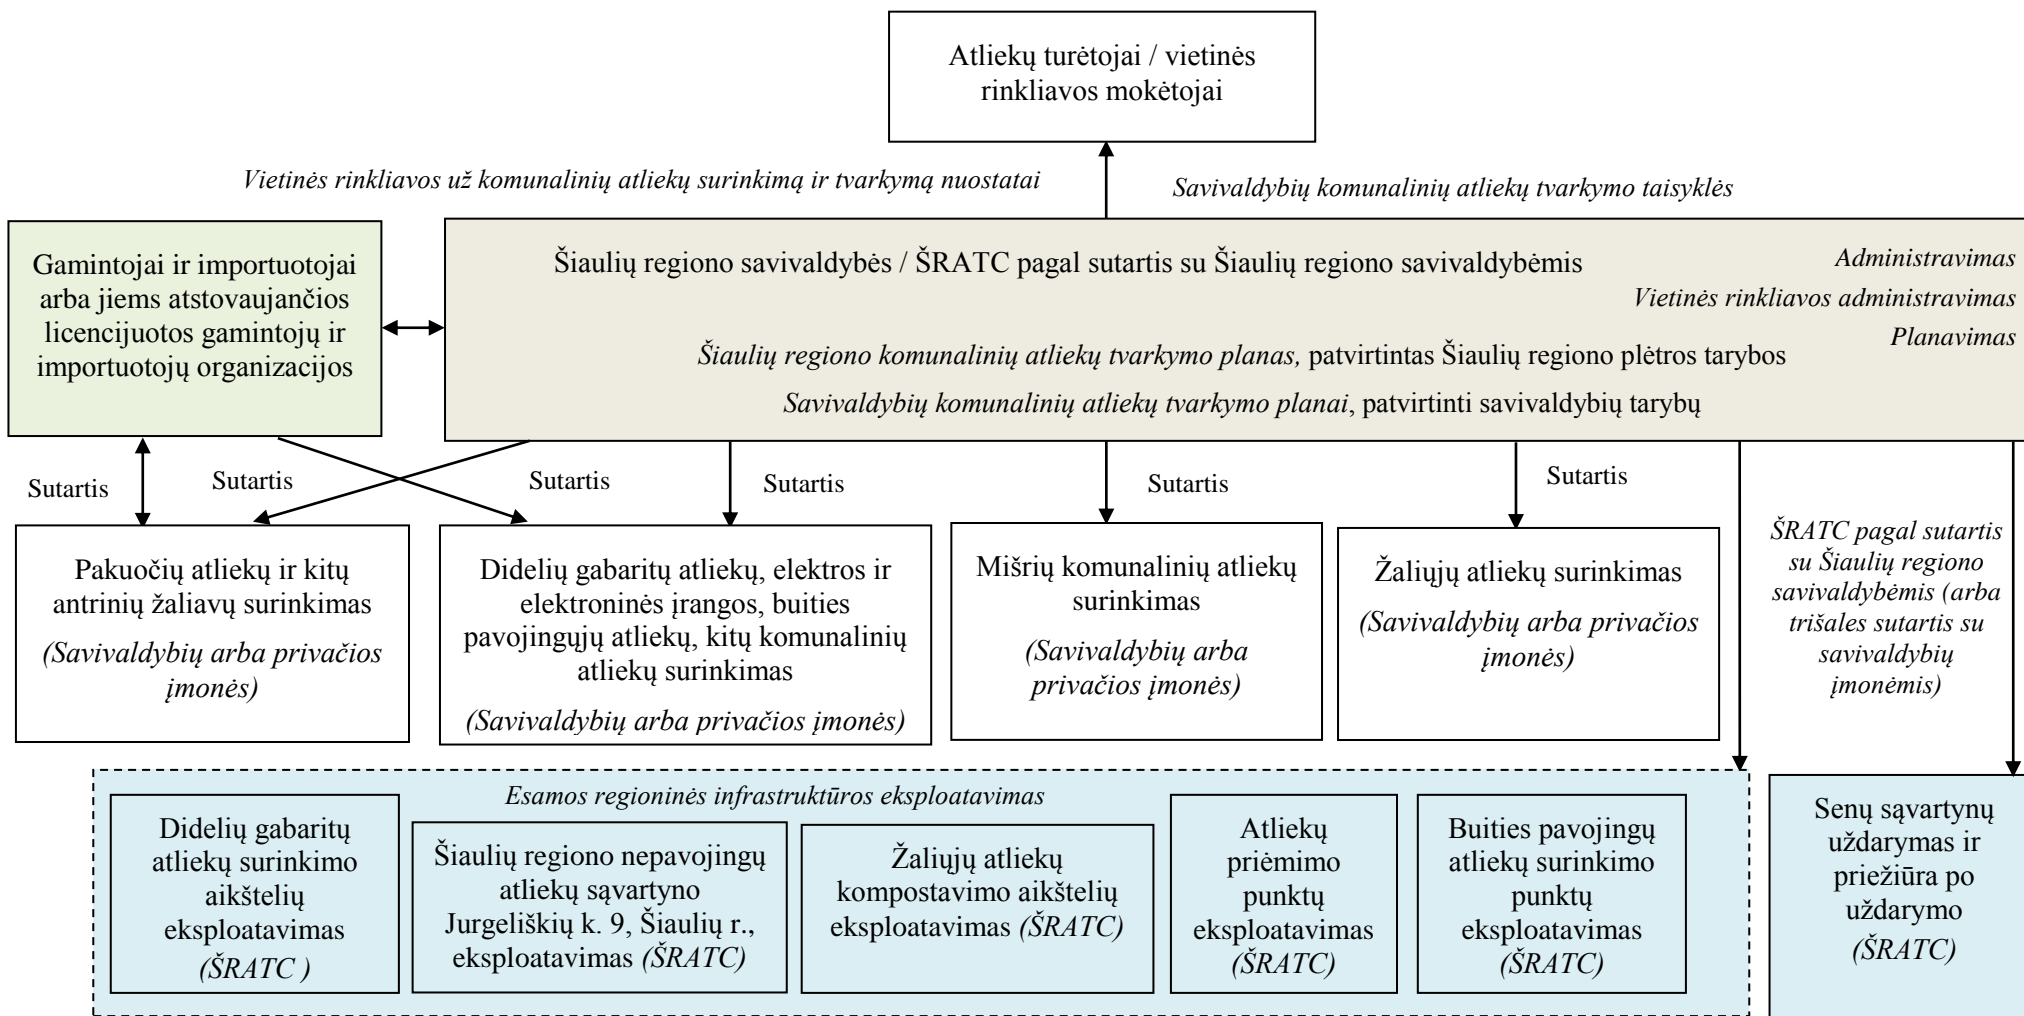 Atliekų turėtojai / vietinės
rinkliavos mokėtojai
Vietinės rinkliavos už komunalinių atliekų surinkimą ir tvarkymą nuostatai
Savivaldybių komunalinių atliekų tvarkymo taisyklės
Gamintojai ir importuotojai
arba jiems atstovaujančios
licencijuotos gamintojų ir
importuotojų organizacijos
Šiaulių regiono savivaldybės / ŠRATC pagal sutartis su Šiaulių regiono savivaldybėmis
Administravimas
Vietinės rinkliavos administravimas
Planavimas
Šiaulių regiono komunalinių atliekų tvarkymo planas, patvirtintas Šiaulių regiono plėtros tarybos
Savivaldybių komunalinių atliekų tvarkymo planai, patvirtinti savivaldybių tarybų
Sutartis
Sutartis
Sutartis
Sutartis
Sutartis
Sutartis
Pakuočių atliekų ir kitų
antrinių žaliavų surinkimas
(Savivaldybių arba privačios
įmonės)
Didelių gabaritų atliekų, elektros ir
elektroninės įrangos, buities
pavojingųjų atliekų, kitų komunalinių
atliekų surinkimas
(Savivaldybių arba privačios įmonės)
Mišrių komunalinių atliekų
surinkimas
(Savivaldybių arba
privačios įmonės)
Žaliųjų atliekų surinkimas
(Savivaldybių arba privačios
įmonės)
ŠRATC pagal sutartis
su Šiaulių regiono
savivaldybėmis (arba
trišales sutartis su
savivaldybių
įmonėmis)
Esamos regioninės infrastruktūros eksploatavimas
Didelių gabaritų
atliekų surinkimo
aikštelių
eksploatavimas
(ŠRATC )
Šiaulių regiono nepavojingų
atliekų sąvartyno
Jurgeliškių k. 9, Šiaulių r.,
eksploatavimas (ŠRATC)
Žaliųjų atliekų
kompostavimo aikštelių
eksploatavimas (ŠRATC)
Atliekų
priėmimo
punktų
eksploatavimas
(ŠRATC)
Buities pavojingų
atliekų surinkimo
punktų
eksploatavimas
(ŠRATC)
Senų sąvartynų
uždarymas ir
priežiūra po
uždarymo
(ŠRATC)